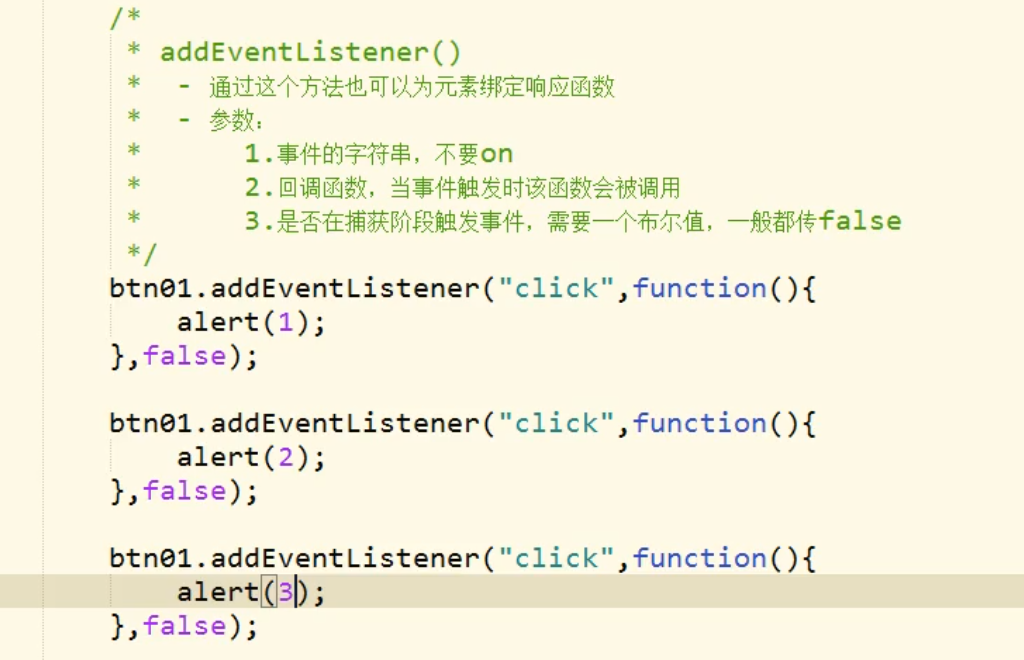 /*
 * addEventListener()
 *  - 通过这个方法也可以为元素绑定响应函数
 *  - 参数：
 *      1.事件的字符串，不要on
 *      2.回调函数，当事件触发时该函数会被调用
 *      3.是否在捕获阶段触发事件，需要一个布尔值，一般都传false
 */
btn01.addEventListener("click",function(){
    alert(1);
},false);
btn01.addEventListener("click",function(){
    alert(2);
},false);
btn01.addEventListener("click",function(){
    alert(3);
},false);